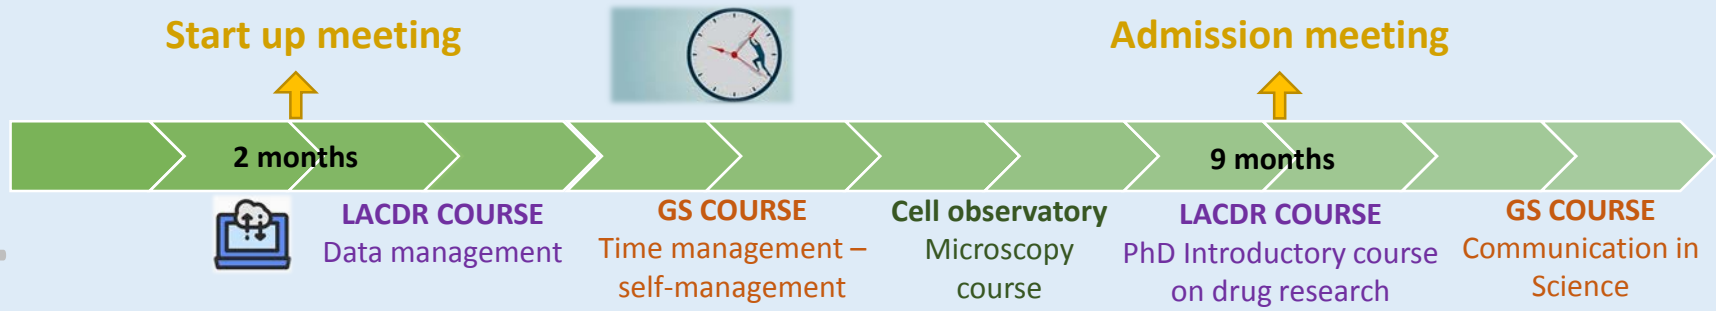 Start up meeting
Admission meeting
2 months
9 months
LACDR COURSE
Data management
GS COURSE
Time management –
self-management
Cell observatory
Microscopy
course
LACDR COURSE
PhD Introductory course
on drug research
GS COURSE
Communication in
Science